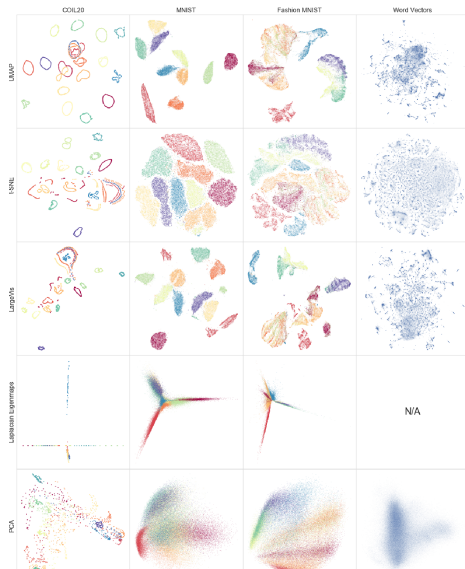 COIL20 MNIST Fashion MNIST Word Vectors
UMAP
t-SNE
LargeVis
Laplacian Eigenmaps
N/A
PCA